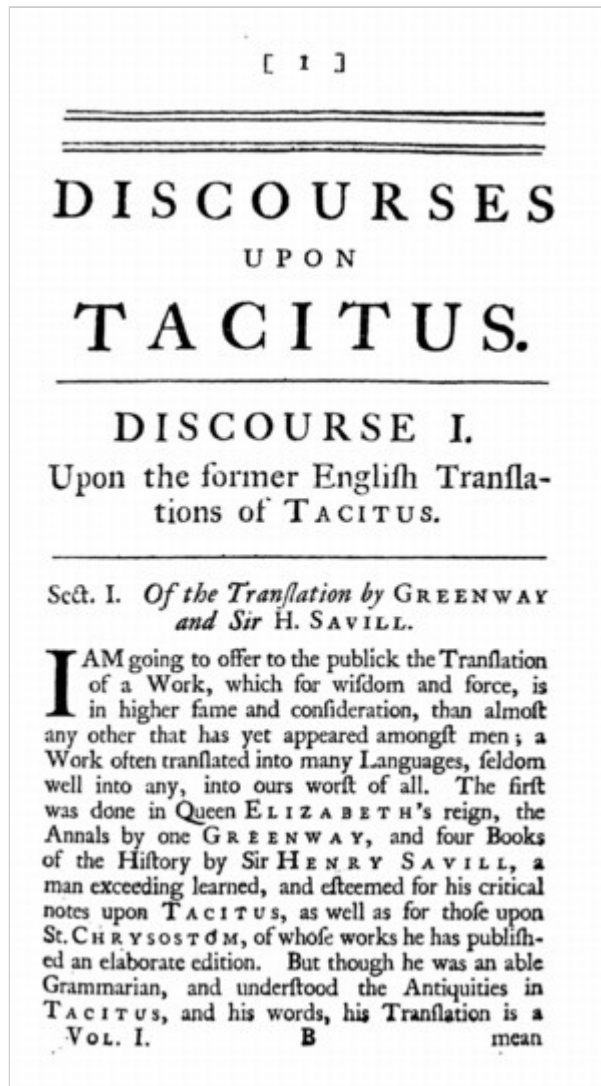 [ 1 ]
DISCOURSES
UPON
TACITUS.
DISCOURSE I.
Upon the former Engliſh Tranſla-
tions of TACITUS.
Sect. I. Of the Tranſlation by GREENWAY
and Sir H. SAVILL.
I AM going to offer to the publick the Tranſlation
of a Work, which for wiſdom and force, is
in higher fame and conſideration, than almoſt
any other that has yet appeared amongſt men; a
Work often tranſlated into many Languages, ſeldom
well into any, into ours worſt of all. The firſt
was done in Queen ELIZABETH's reign, the
Annals by one GREENWAY, and four Books
of the Hiſtory by Sir HENRY SAVILL, a
man exceeding learned, and eſteemed for his critical
notes upon TACITUS, as well as for thoſe upon
St. CHRYSOSTOM, of whoſe works he has publiſh-
ed an elaborate edition. But though he was an able
Grammarian, and underſtood the Antiquities in
TACITUS, and his words, his Tranſlation is a
VOL. I. B mean